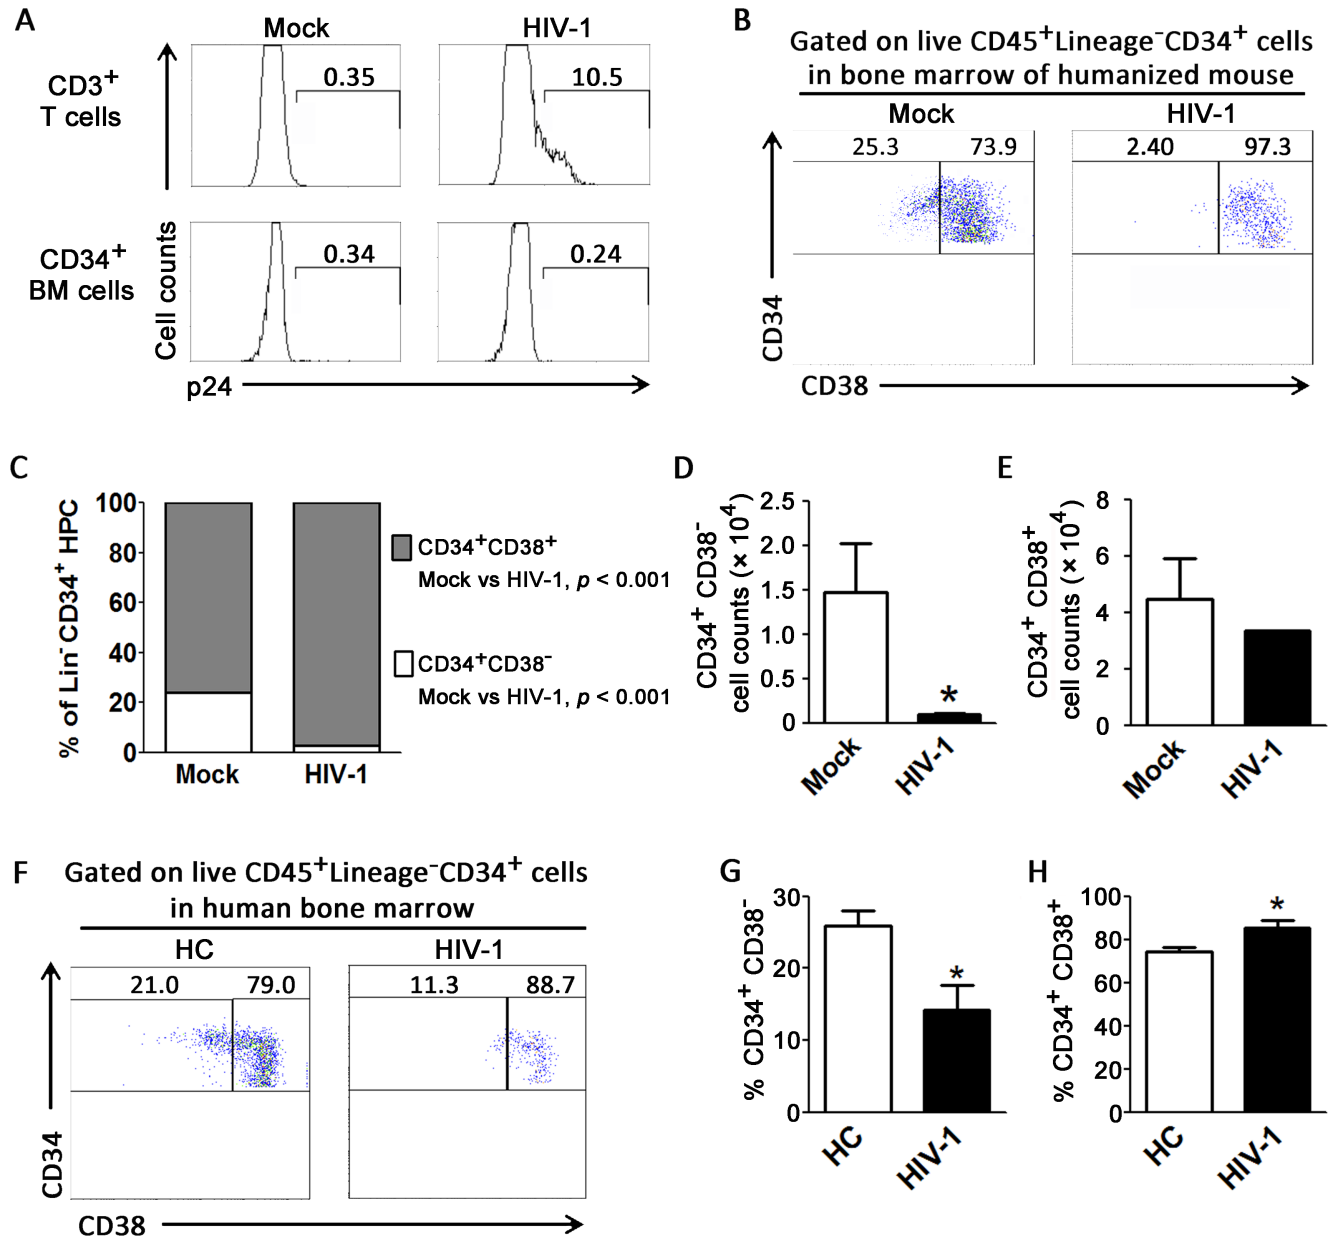 A
Mock
HIV-1
CD3⁺
T cells
0.35
10.5
CD34⁺
BM cells
0.34
0.24
Cell counts
p24
B
Gated on live CD45⁺Lineage⁻CD34⁺ cells
in bone marrow of humanized mouse
Mock
HIV-1
25.3
73.9
2.40
97.3
CD34
CD38
C
% of Lin⁻CD34⁺ HPC
100
80
60
40
20
0
Mock
HIV-1
CD34⁺CD38⁺
Mock vs HIV-1, p < 0.001
CD34⁺CD38⁻
Mock vs HIV-1, p < 0.001
D
CD34⁺ CD38⁻
cell counts (× 10⁴)
2.5
2.0
1.5
1.0
0.5
0
*
Mock
HIV-1
E
CD34⁺ CD38⁺
cell counts (× 10⁴)
8
6
4
2
0
Mock
HIV-1
F
Gated on live CD45⁺Lineage⁻CD34⁺ cells
in human bone marrow
HC
HIV-1
21.0
79.0
11.3
88.7
CD34
CD38
G
% CD34⁺ CD38⁻
30
20
10
0
*
HC
HIV-1
H
% CD34⁺ CD38⁺
100
80
60
40
20
0
*
HC
HIV-1